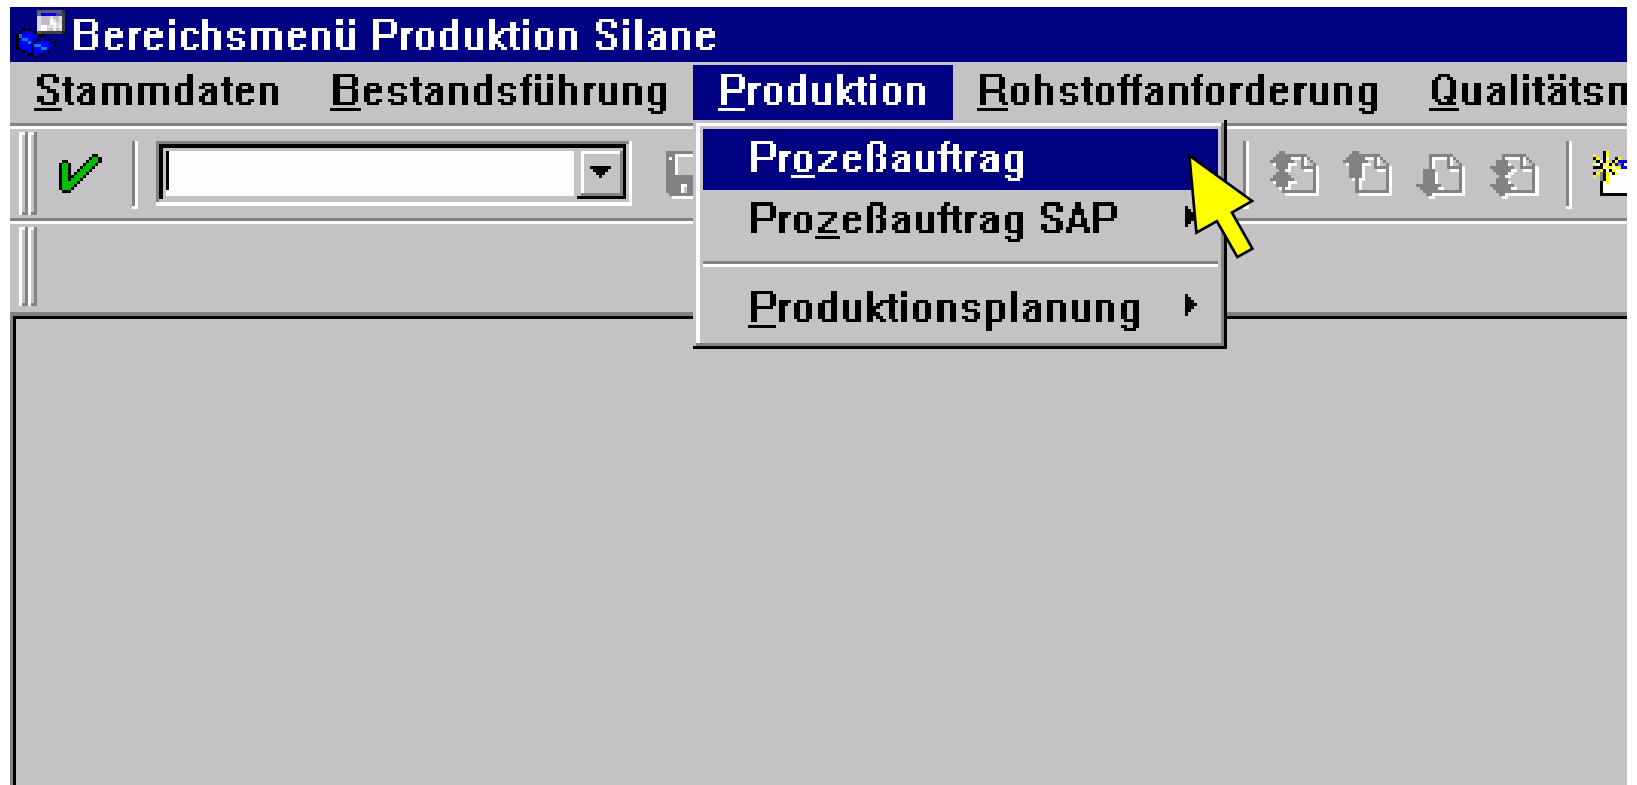 Bereichsmenü Produktion Silane
Stammdaten Bestandsführung Produktion Rohstoffanforderung
Prozeßauftrag
Prozeßauftrag SAP
Produktionsplanung